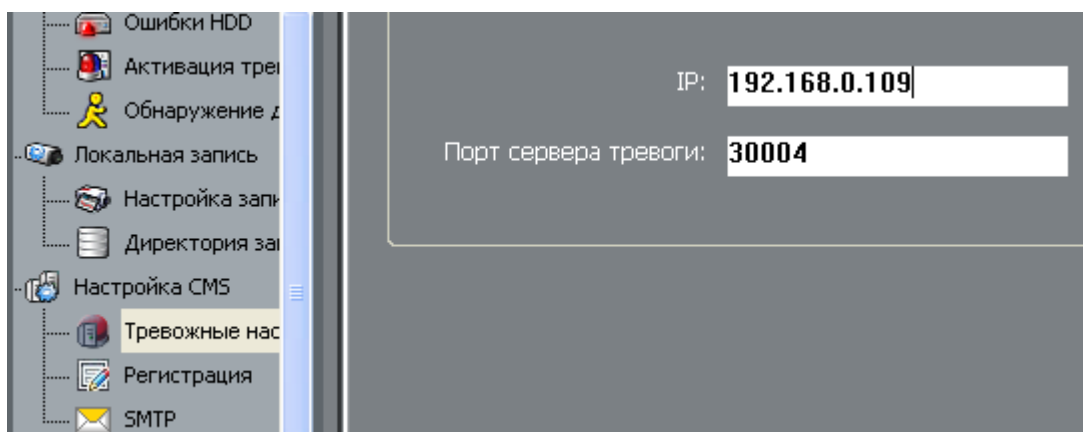 Ошибки HDD
Активация тре
Обнаружение д
Локальная запись
Настройка запи
Директория за
Настройка CMS
Тревожные нас
Регистрация
SMTP
IP: 192.168.0.109
Порт сервера тревоги: 30004